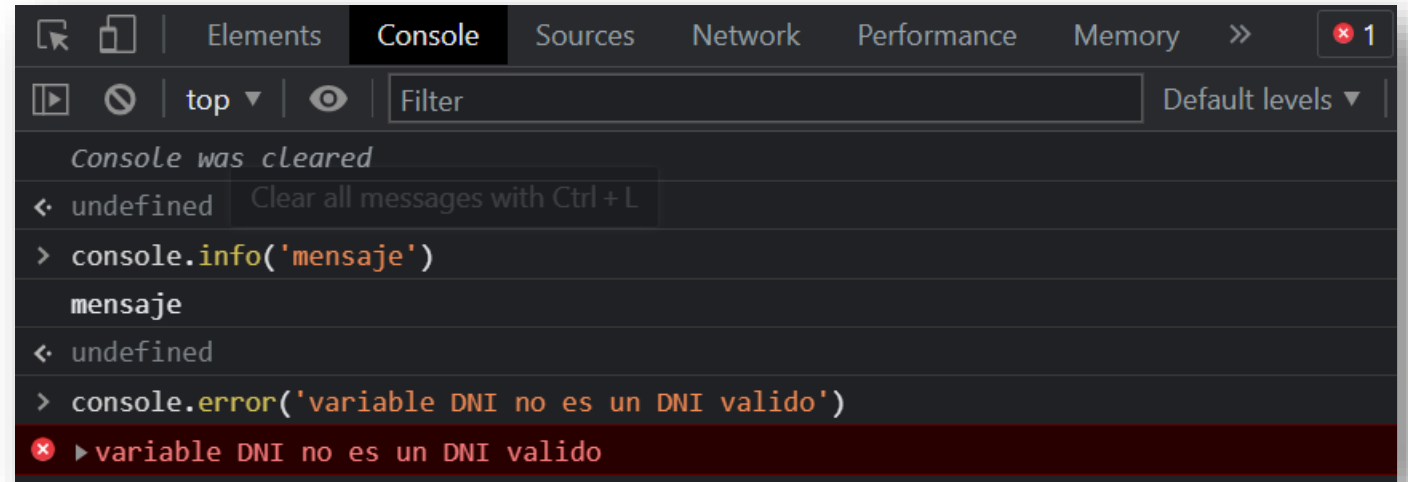 Elements Console Sources Network Performance Memory » 1
top ▼ Filter Default levels ▼
Console was cleared
undefined Clear all messages with Ctrl + L
> console.info('mensaje')
mensaje
undefined
> console.error('variable DNI no es un DNI valido')
▶variable DNI no es un DNI valido